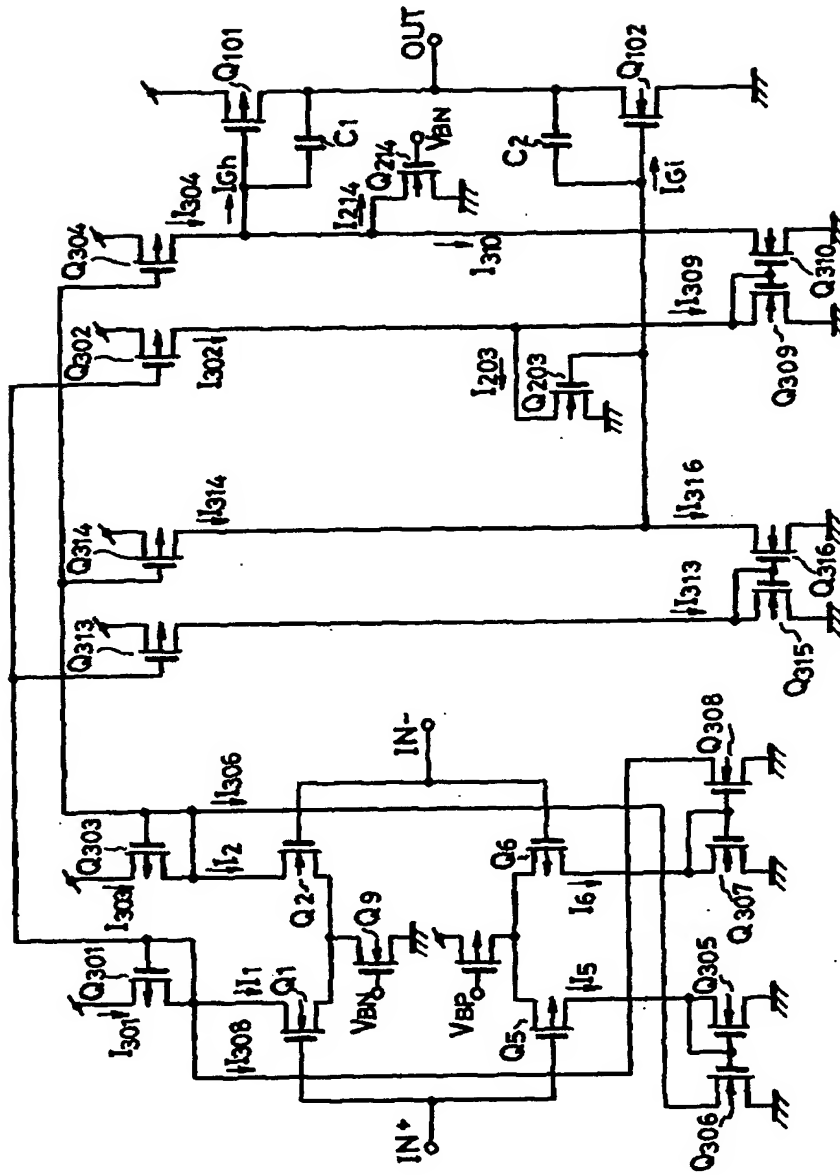 Q304
I304
IGh
Q101
C1
OUT
Q302
I302
I214
Q214
VBN
C2
Q102
I310
I203
Q203
IGi
I309
Q309
Q310
Q314
I314
Q313
I316
I313
Q315
Q316
Q303
I303
I306
I2
Q301
I301
I1
I308
Q2
Q1
Q9
VBN
IN-
IN+
VBP
Q6
Q5
I6
I5
Q308
Q307
Q305
Q306